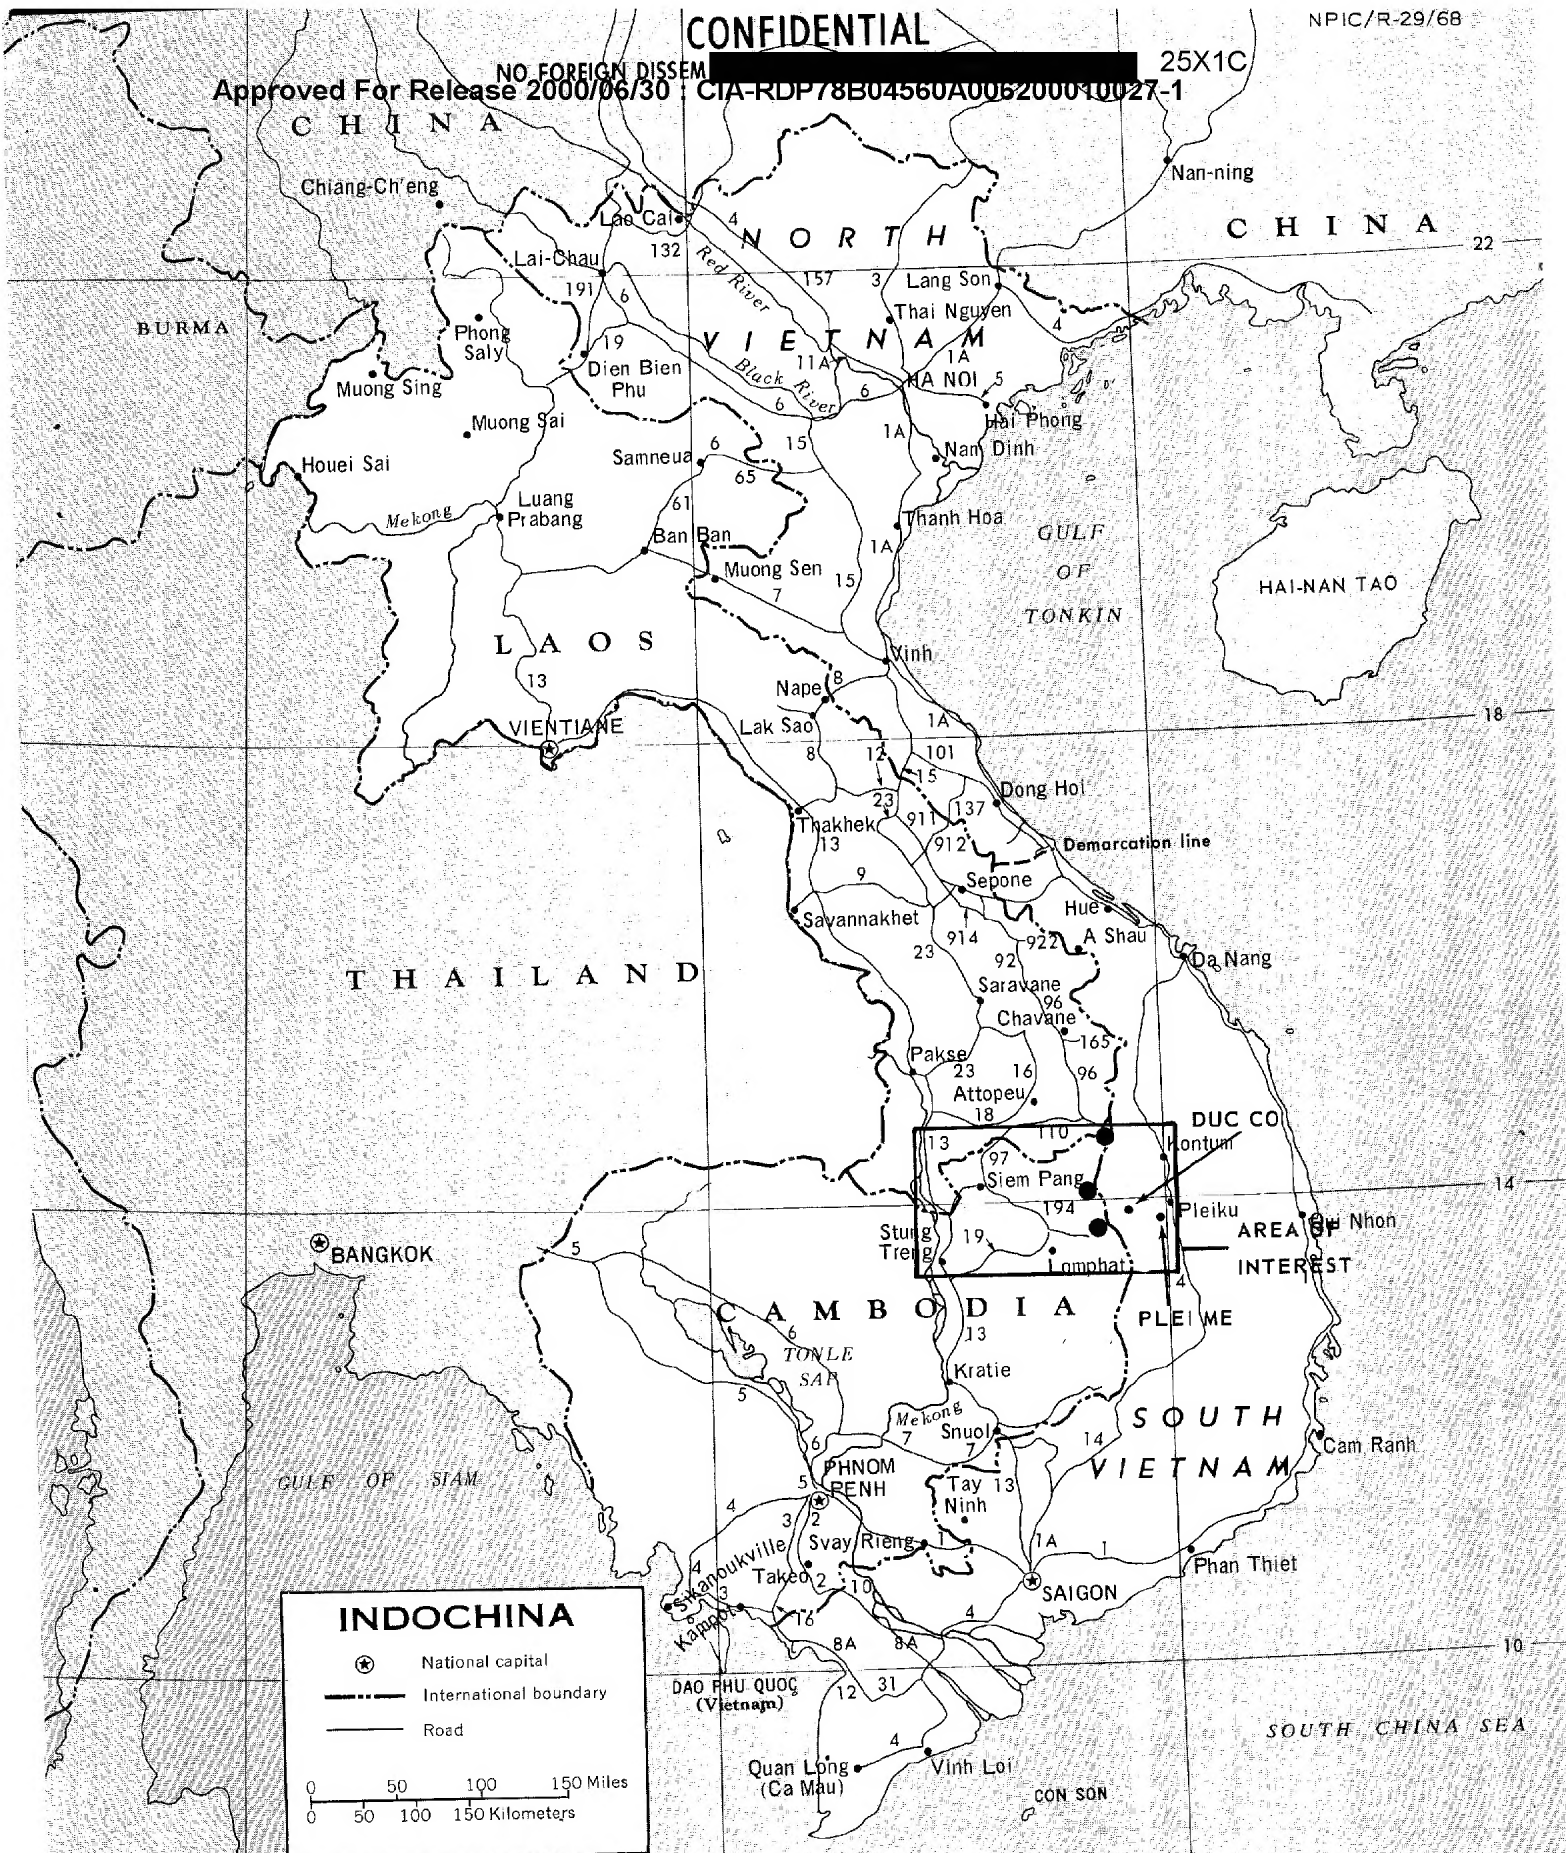 CONFIDENTIAL
NPIC/R-29/68
NO FOREIGN DISSEM
25X1C
Approved For Release 2000/06/30 : CIA-RDP78B04560A006200010027-1
CHINA
Chiang-Ch'eng
Nan-ning
Lao Cai
4
NORTH
CHINA
22
132
Red River
Lai-Chau
157
3
Lang Son
191
6
BURMA
Phong
Saly
Thai Nguyen
4
19
VIETNAM
11A
1A
Dien Bien
Phu
Black River
HA NOI
5
Muong Sing
6
6
Hai Phong
Muong Sai
1A
Nam Dinh
15
6
Samneua
Houei Sai
65
61
Luang
Prabang
Mekong
Thanh Hoa
GULF
OF
TONKIN
Ban Ban
1A
Muong Sen
15
7
HAI-NAN TAO
LAOS
Vinh
13
8
Nape
Lak Sao
1A
18
VIENTIANE
8
12
101
15
Dong Hoi
23
137
911
Thakhek
13
912
Demarcation line
9
Sepone
Savannakhet
Hue
914
922
A Shau
23
92
Da Nang
THAILAND
Saravane
96
Chavane
165
Pakse
23
16
96
Attopeu
18
DUC CO
110
13
Kontum
97
Siem Pang
14
194
Pleiku
Stung
Treng
19
AREA OF
INTEREST
Qui Nhon
BANGKOK
5
Lomphat
14
CAMBODIA
PLEI ME
6
13
TONLE
SAP
5
Kratie
Mekong
SOUTH
VIETNAM
7
Snuol
7
14
Cam Ranh
6
GULF OF SIAM
PHNOM
PENH
5
Tay
Ninh
13
4
3
2
Svay Rieng
1
1A
1
Phan Thiet
Sikanoukville
4
Takeo
2
10
SAIGON
3
Kampot
16
4
8A
8A
10
DAO PHU QUOC
(Vietnam)
12
31
4
Quan Long
(Ca Mau)
Vinh Loi
SOUTH CHINA SEA
CON SON
INDOCHINA
National capital
International boundary
Road
0 50 100 150 Miles
0 50 100 150 Kilometers